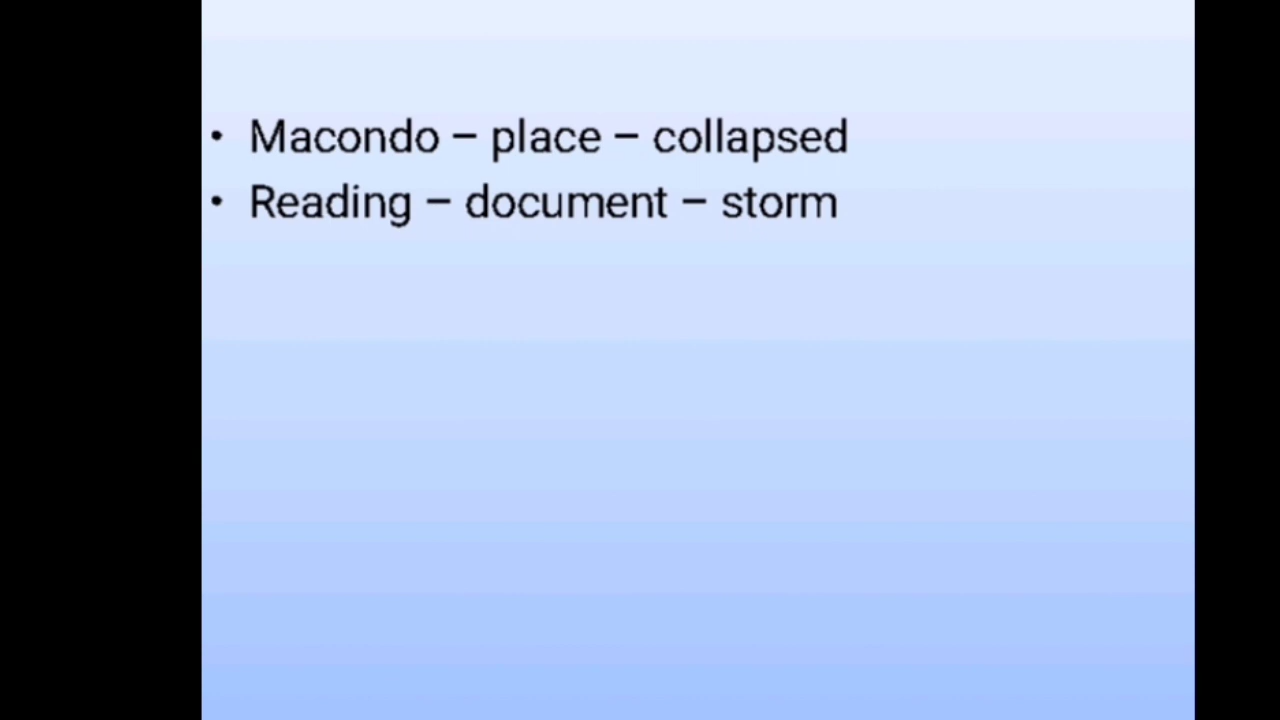 • Macondo – place – collapsed
• Reading – document – storm